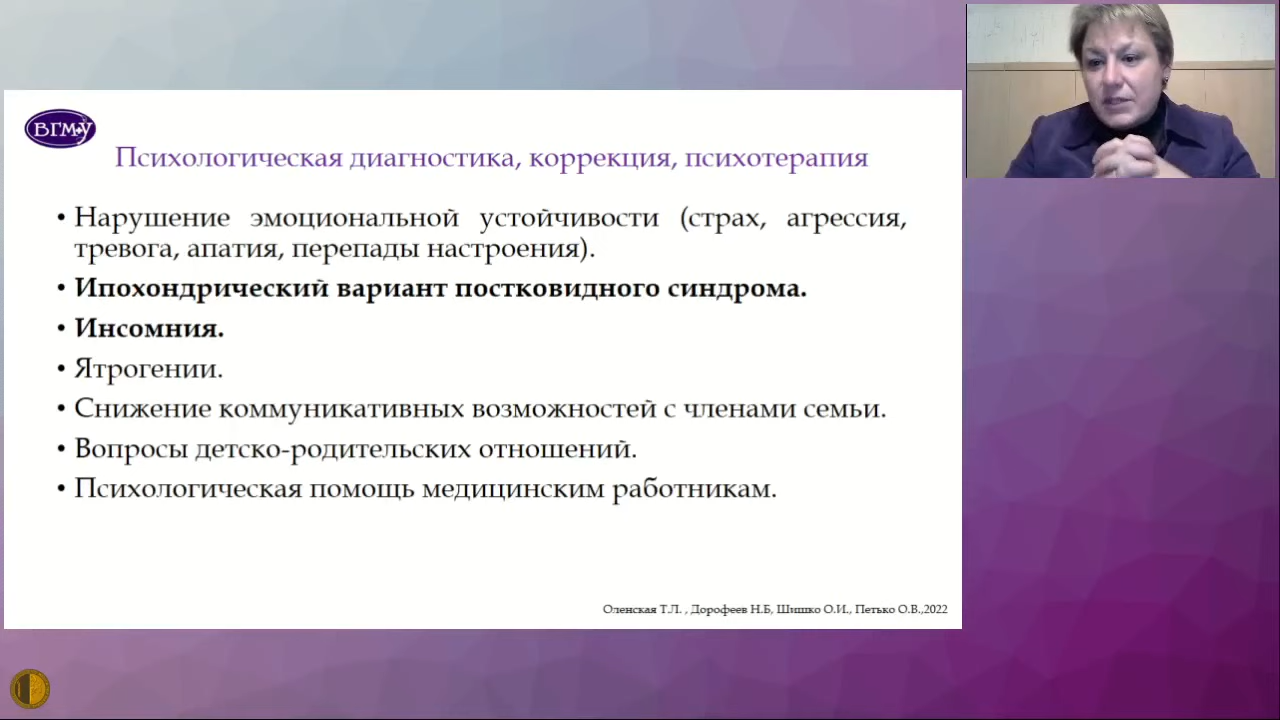 ВГМУ
Психологическая диагностика, коррекция, психотерапия
• Нарушение эмоциональной устойчивости (страх, агрессия,
тревога, апатия, перепады настроения).
• Ипохондрический вариант постковидного синдрома.
• Инсомния.
• Ятрогении.
• Снижение коммуникативных возможностей с членами семьи.
• Вопросы детско-родительских отношений.
• Психологическая помощь медицинским работникам.
Оленская Т.Л. , Дорофеев Н.Б, Шишко О.И., Петько О.В.,2022